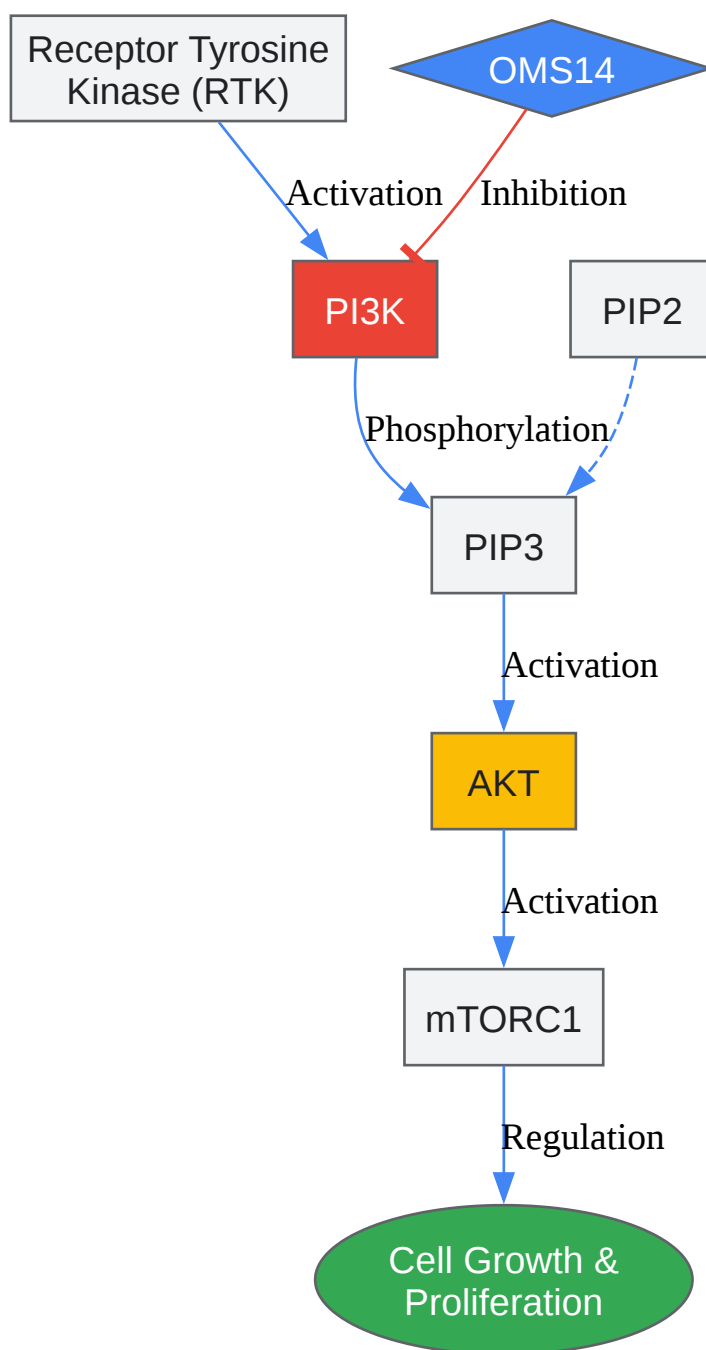 Receptor Tyrosine
Kinase (RTK)
OMS14
Activation
Inhibition
PI3K
PIP2
Phosphorylation
PIP3
Activation
AKT
Activation
mTORC1
Regulation
Cell Growth &
Proliferation